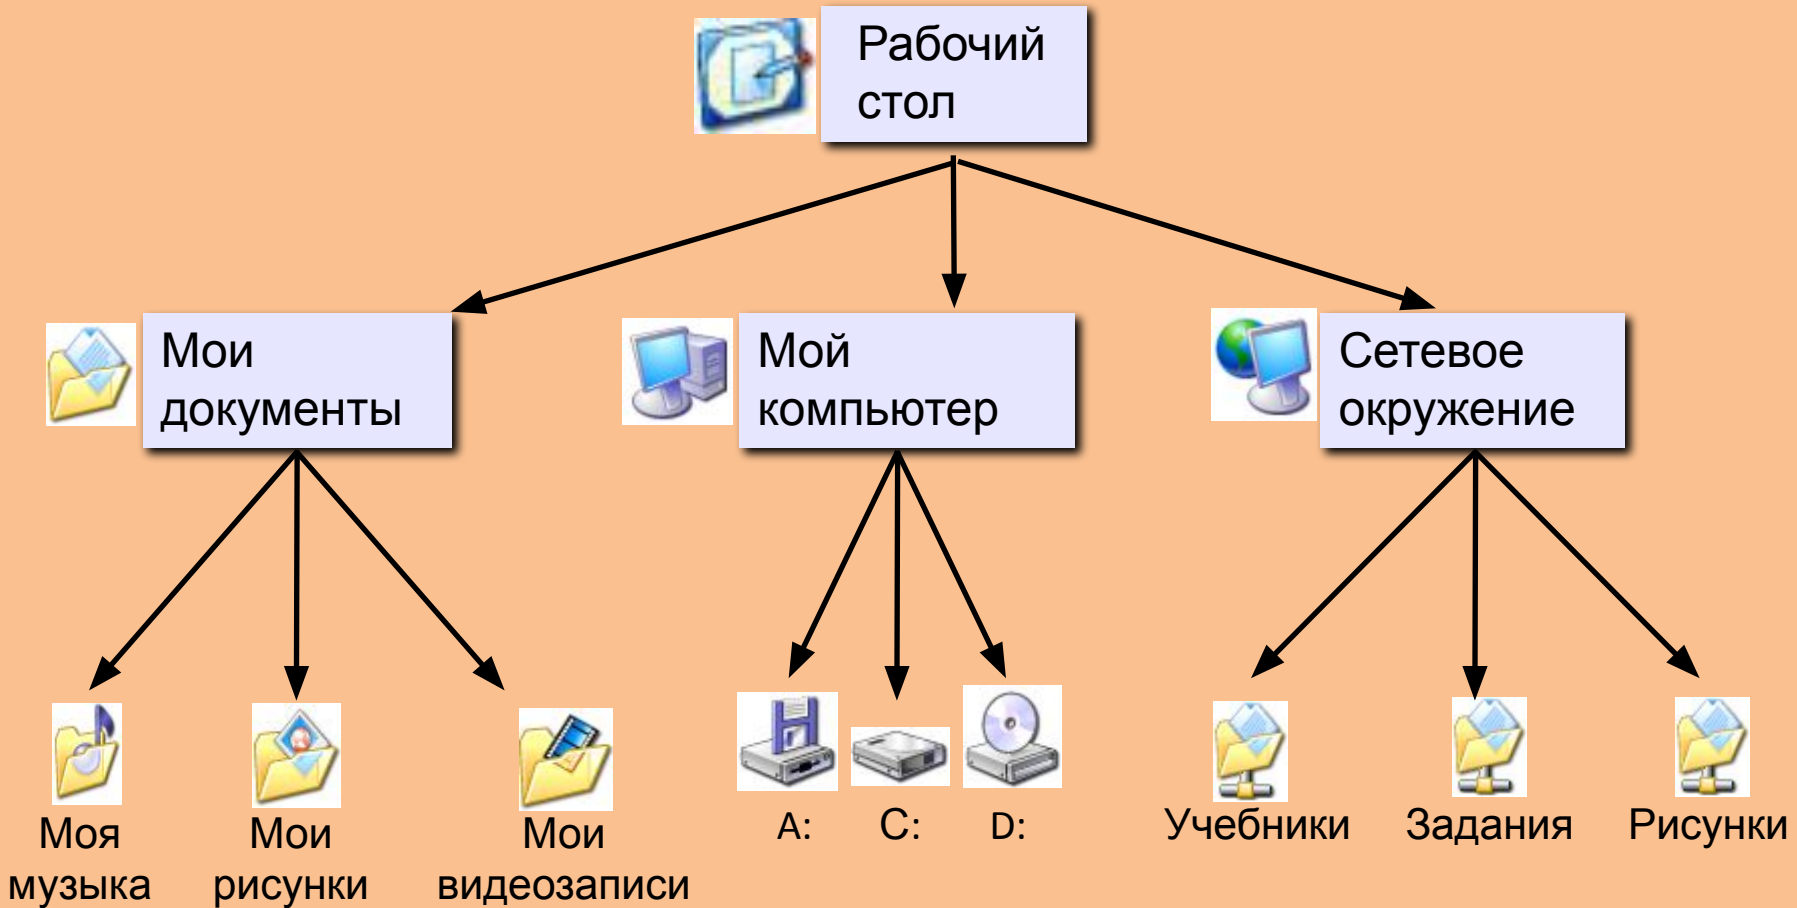 Рабочий
стол
Мои
документы
Мой
компьютер
Сетевое
окружение
Моя
музыка
Мои
рисунки
Мои
видеозаписи
A:
C:
D:
Учебники
Задания
Рисунки